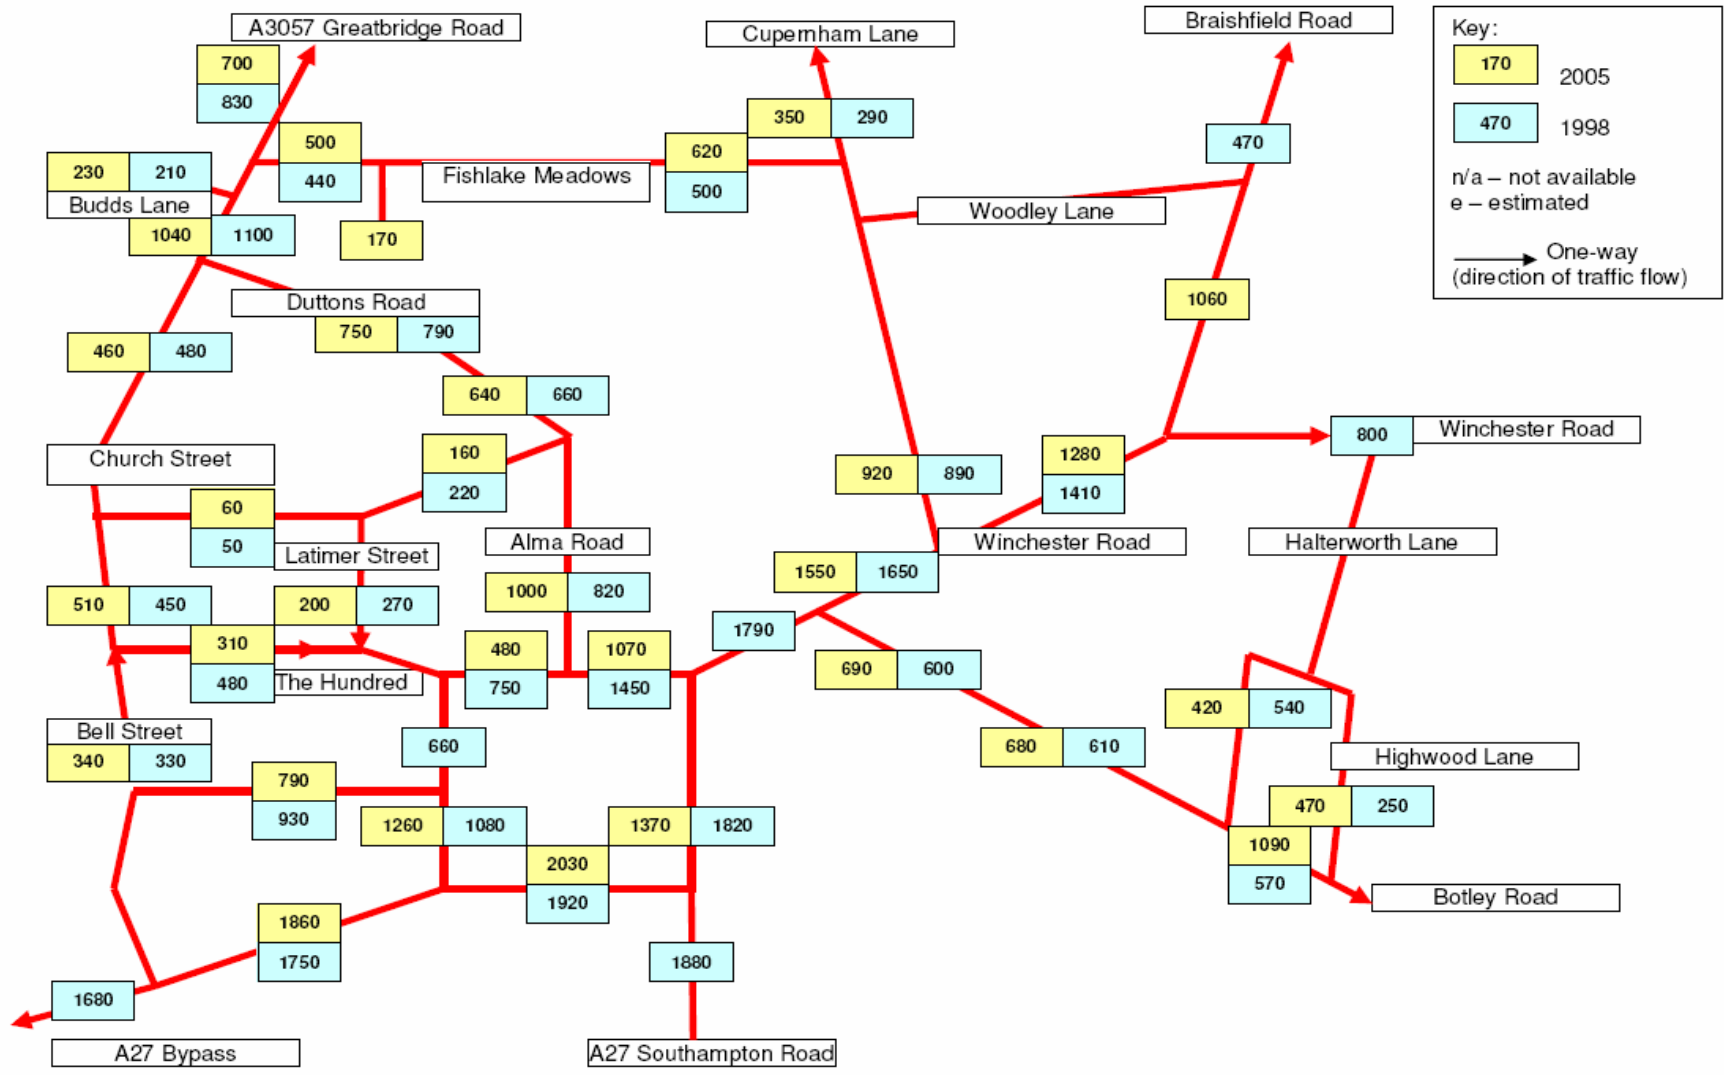 A3057 Greatbridge Road
Cupernham Lane
Braishfield Road
Key:
170 2005
470 1998
n/a – not available
e – estimated
One-way
(direction of traffic flow)
700
830
350 290
500
440
620
500
470
230 210
Budds Lane
Fishlake Meadows
Woodley Lane
1040 1100
170
Duttons Road
750 790
1060
460 480
640 660
Church Street
160
220
920 890
1280
1410
800 Winchester Road
60
50
Latimer Street
Alma Road
Winchester Road
Halterworth Lane
510 450
200 270
1000 820
1550 1650
310
480
The Hundred
480
750
1070
1450
1790
690 600
420 540
Bell Street
340 330
660
680 610
Highwood Lane
790
930
1260 1080
1370 1820
470 250
2030
1920
1090
570
Botley Road
1860
1750
1880
1680
A27 Bypass
A27 Southampton Road